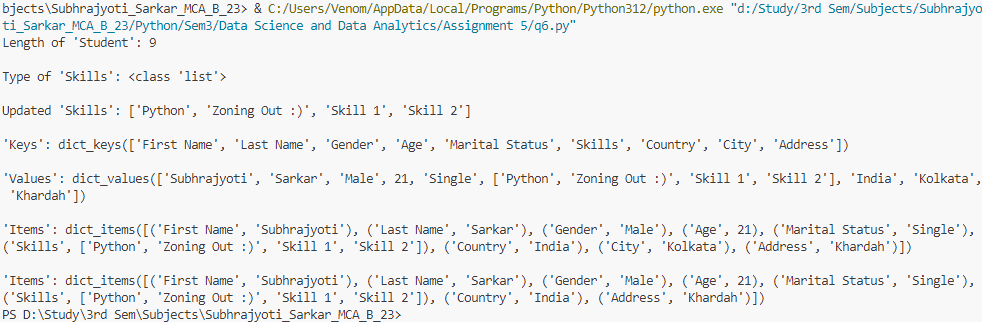 bjects\Subhrajyoti_Sarkar_MCA_B_23> & C:/Users/Venom/AppData/Local/Programs/Python/Python312/python.exe "d:/Study/3rd Sem/Subjects/Subhrajyo
ti_Sarkar_MCA_B_23/Python/Sem3/Data Science and Data Analytics/Assignment 5/q6.py"
Length of 'Student': 9
Type of 'Skills': <class 'list'>
Updated 'Skills': ['Python', 'Zoning Out :)', 'Skill 1', 'Skill 2']
'Keys': dict_keys(['First Name', 'Last Name', 'Gender', 'Age', 'Marital Status', 'Skills', 'Country', 'City', 'Address'])
'Values': dict_values(['Subhrajyoti', 'Sarkar', 'Male', 21, 'Single', ['Python', 'Zoning Out :)', 'Skill 1', 'Skill 2'], 'India', 'Kolkata',
'Khardah'])
'Items': dict_items([('First Name', 'Subhrajyoti'), ('Last Name', 'Sarkar'), ('Gender', 'Male'), ('Age', 21), ('Marital Status', 'Single'),
('Skills', ['Python', 'Zoning Out :)', 'Skill 1', 'Skill 2']), ('Country', 'India'), ('City', 'Kolkata'), ('Address', 'Khardah')])
'Items': dict_items([('First Name', 'Subhrajyoti'), ('Last Name', 'Sarkar'), ('Gender', 'Male'), ('Age', 21), ('Marital Status', 'Single'),
('Skills', ['Python', 'Zoning Out :)', 'Skill 1', 'Skill 2']), ('Country', 'India'), ('Address', 'Khardah')])
PS D:\Study\3rd Sem\Subjects\Subhrajyoti_Sarkar_MCA_B_23>